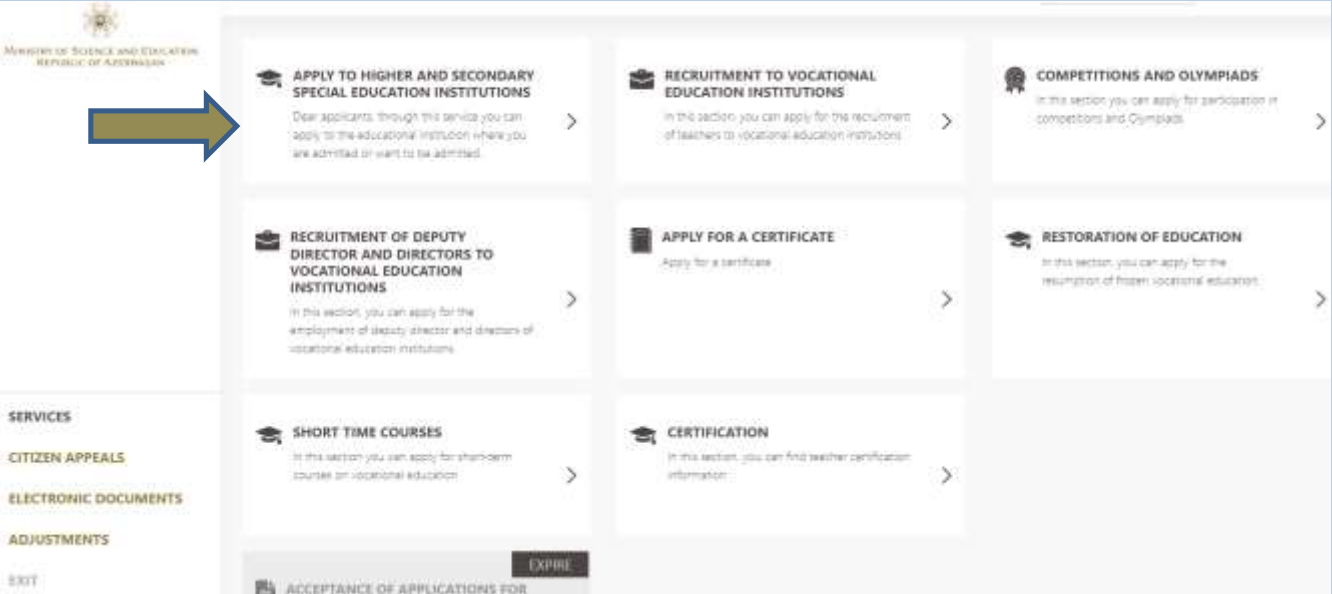 MINISTRY OF SCIENCE AND EDUCATION
REPUBLIC OF AZERBAIJAN
APPLY TO HIGHER AND SECONDARY
SPECIAL EDUCATION INSTITUTIONS
Dear applicants, through this service you can
apply to the educational institution where you
are admitted or want to be admitted.
RECRUITMENT TO VOCATIONAL
EDUCATION INSTITUTIONS
In this section, you can apply for the recruitment
of teachers to vocational education institutions
COMPETITIONS AND OLYMPIADS
In this section you can apply for participation in
competitions and Olympiads
RECRUITMENT OF DEPUTY
DIRECTOR AND DIRECTORS TO
VOCATIONAL EDUCATION
INSTITUTIONS
In this section, you can apply for the
employment of deputy director and directors of
vocational education institutions
APPLY FOR A CERTIFICATE
Apply for a certificate
RESTORATION OF EDUCATION
In this section, you can apply for the
resumption of frozen vocational education
SHORT TIME COURSES
In this section you can apply for short-term
courses on vocational education
CERTIFICATION
In this section, you can find teacher certification
information
SERVICES
CITIZEN APPEALS
ELECTRONIC DOCUMENTS
ADJUSTMENTS
EXIT
EXPIRE
ACCEPTANCE OF APPLICATIONS FOR